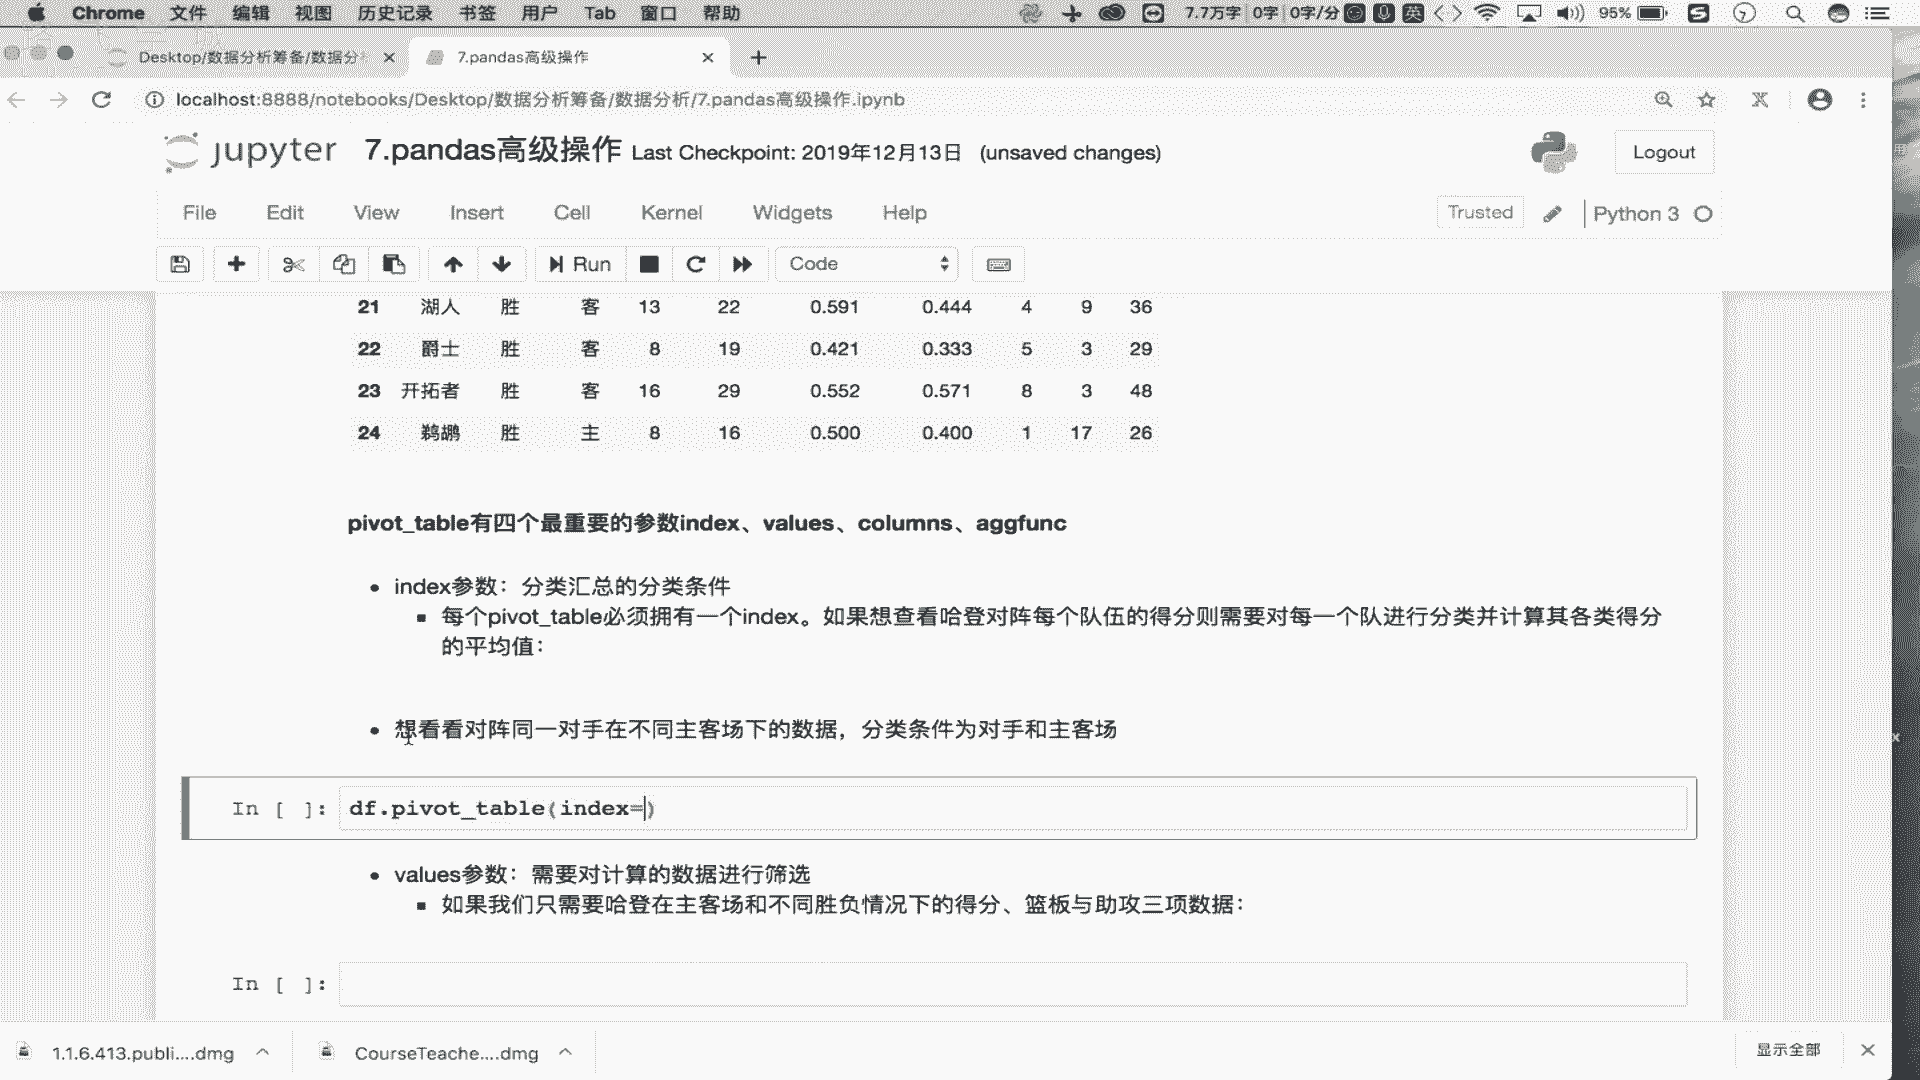 Chrome 文件 编辑 视图 历史记录 书签 用户 Tab 窗口 帮助 7.7万字 0字 0字/分 英 95%
Desktop/数据分析筹备/数据分 7.pandas高级操作
localhost:8888/notebooks/Desktop/数据分析筹备/数据分析/7.pandas高级操作.ipynb
jupyter 7.pandas高级操作 Last Checkpoint: 2019年12月13日 (unsaved changes) Logout
File Edit View Insert Cell Kernel Widgets Help Trusted Python 3
Run Code
21 湖人 胜 客 13 22 0.591 0.444 4 9 36
22 爵士 胜 客 8 19 0.421 0.333 5 3 29
23 开拓者 胜 客 16 29 0.552 0.571 8 3 48
24 鹈鹕 胜 主 8 16 0.500 0.400 1 17 26
pivot_table有四个最重要的参数index、values、columns、aggfunc
index参数：分类汇总的分类条件
每个pivot_table必须拥有一个index。如果想查看哈登对阵每个队伍的得分则需要对每一个队进行分类并计算其各类得分
的平均值：
想看看对阵同一对手在不同主客场下的数据，分类条件为对手和主客场
In [ ]: df.pivot_table(index=)
values参数：需要对计算的数据进行筛选
如果我们只需要哈登在主客场和不同胜负情况下的得分、篮板与助攻三项数据：
In [ ]:
1.1.6.413.publi....dmg CourseTeache....dmg 显示全部